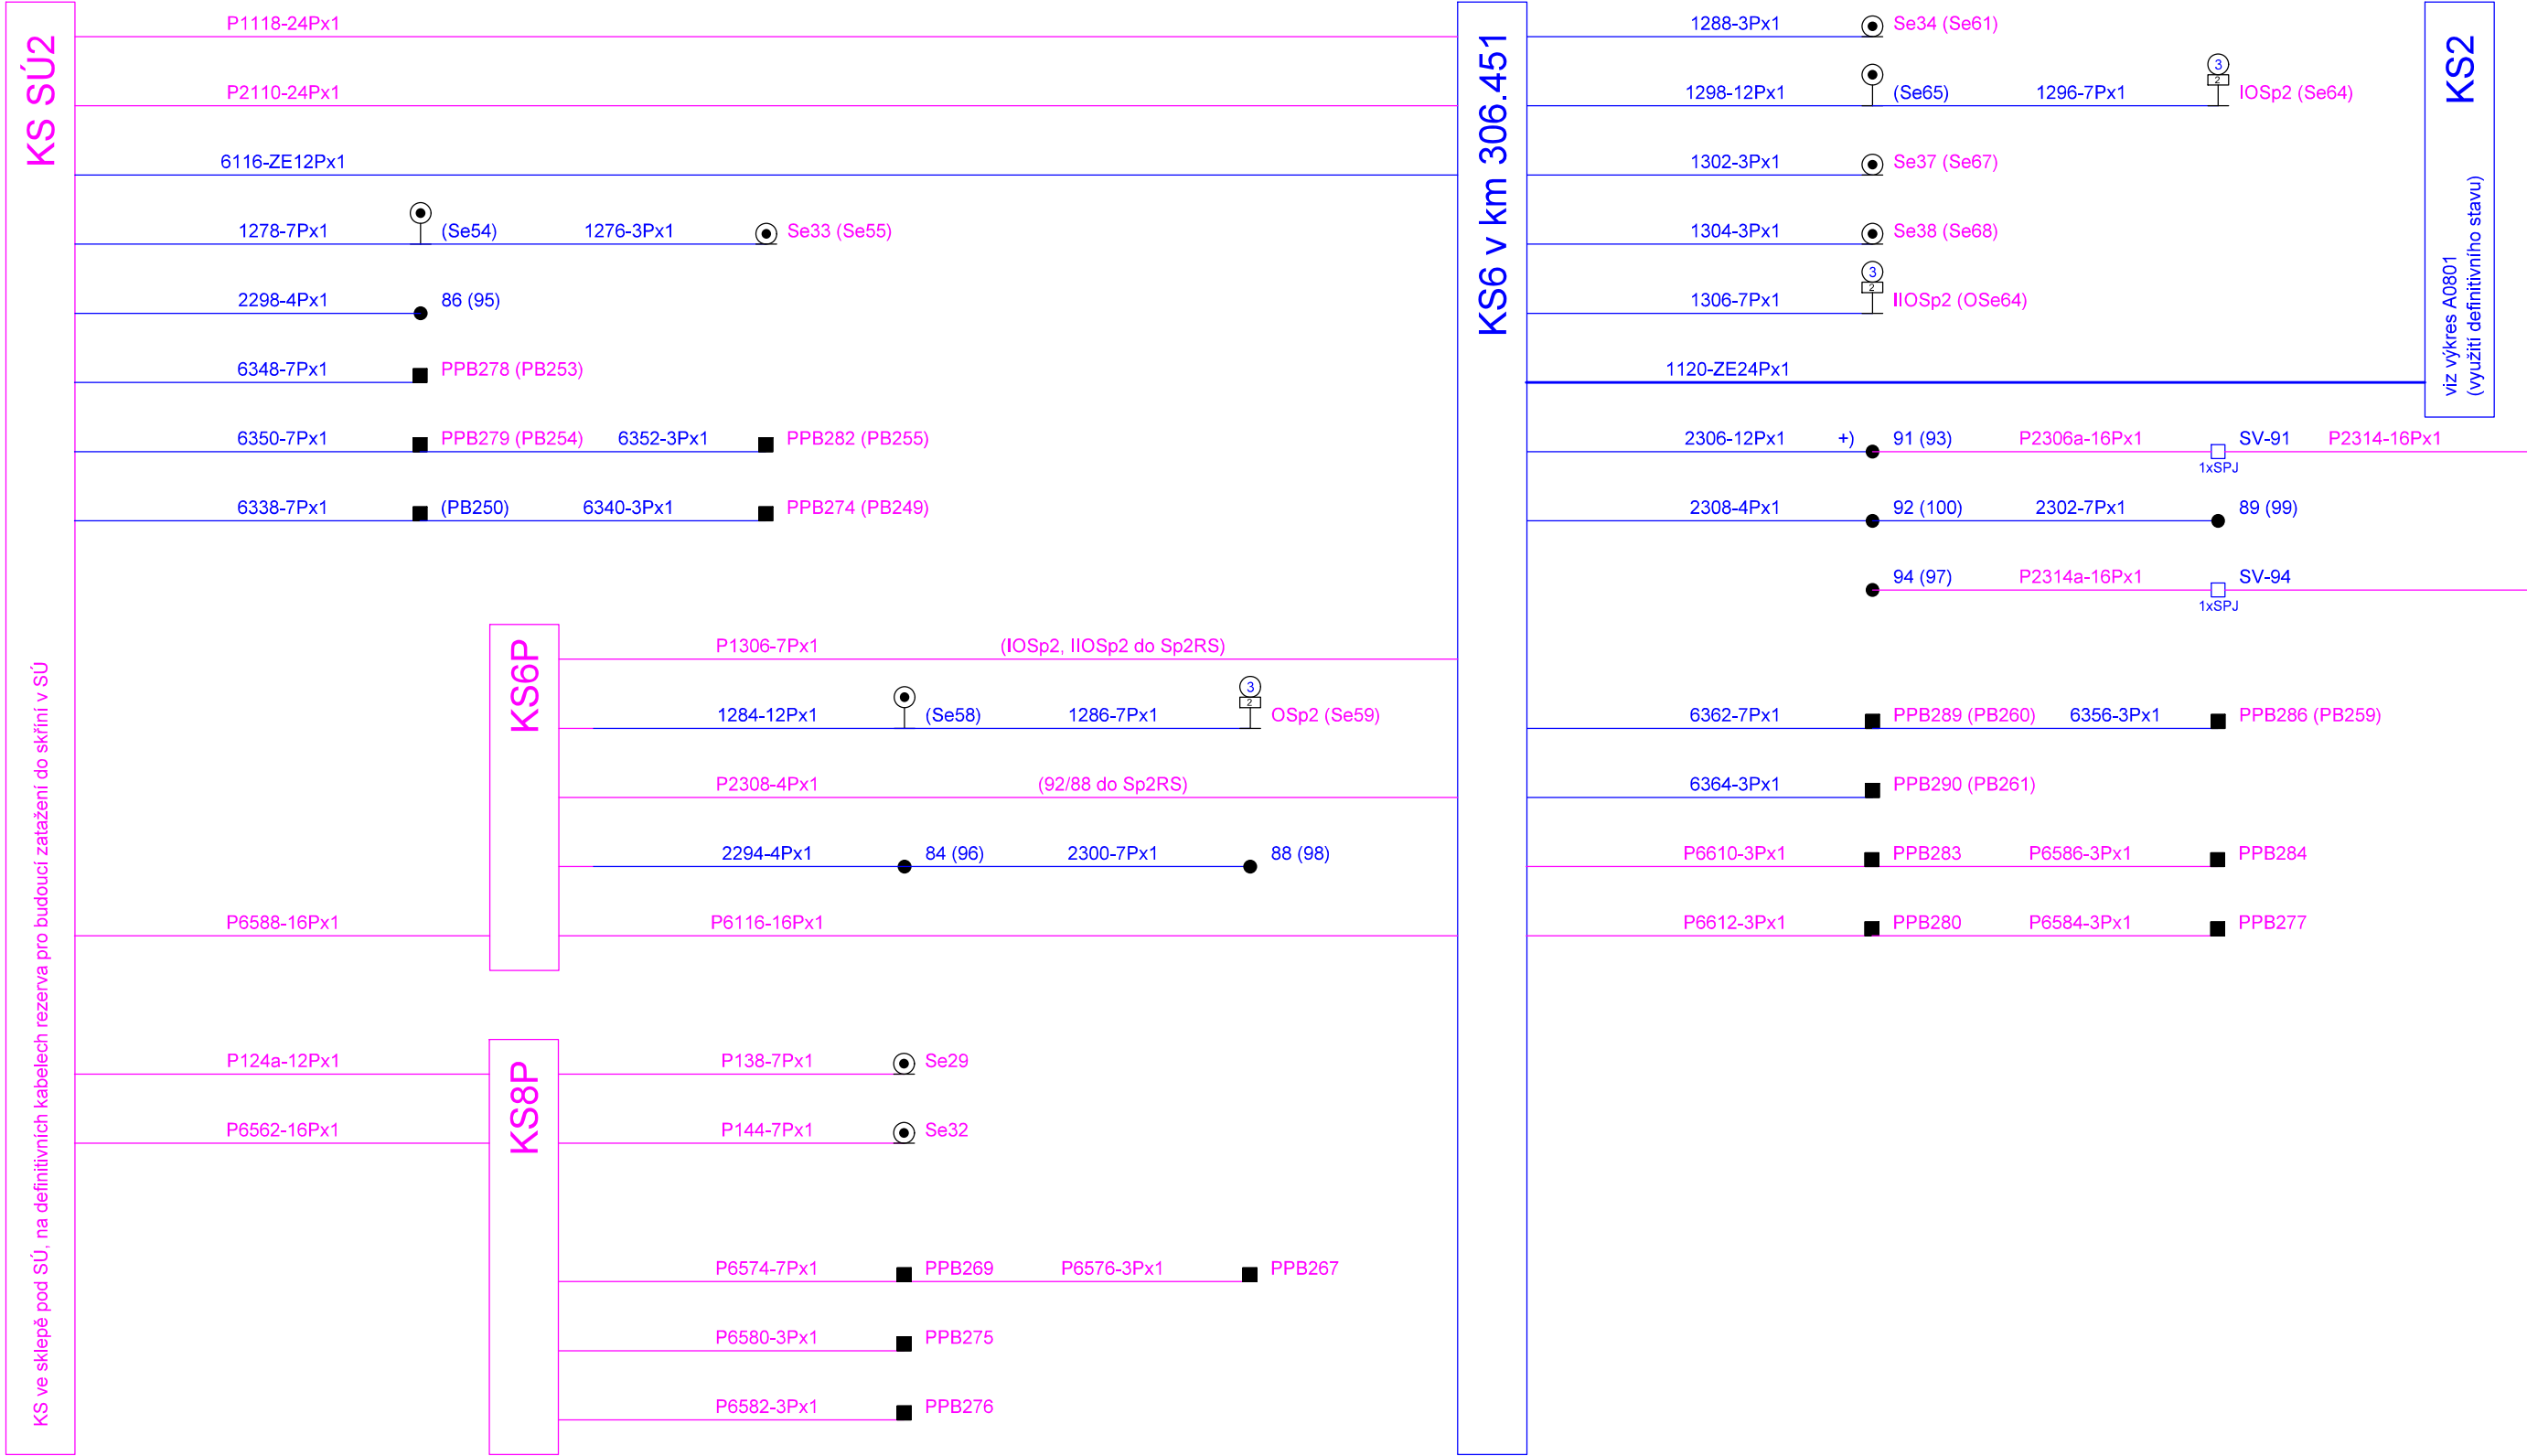 KS SÚ2
KS ve sklepě pod SÚ, na definitivních kabelech rezerva pro budoucí zatažení do skříní v SÚ
P1118-24Px1
P2110-24Px1
6116-ZE12Px1
1278-7Px1 (Se54) 1276-3Px1 Se33 (Se55)
2298-4Px1 86 (95)
6348-7Px1 PPB278 (PB253)
6350-7Px1 PPB279 (PB254) 6352-3Px1 PPB282 (PB255)
6338-7Px1 (PB250) 6340-3Px1 PPB274 (PB249)
KS6P
P1306-7Px1 (IOSp2, IIOSp2 do Sp2RS)
1284-12Px1 (Se58) 1286-7Px1 3 2 OSp2 (Se59)
P2308-4Px1 (92/88 do Sp2RS)
2294-4Px1 84 (96) 2300-7Px1 88 (98)
P6588-16Px1 P6116-16Px1
KS8P
P124a-12Px1 P138-7Px1 Se29
P6562-16Px1 P144-7Px1 Se32
P6574-7Px1 PPB269 P6576-3Px1 PPB267
P6580-3Px1 PPB275
P6582-3Px1 PPB276
KS6 v km 306.451
1288-3Px1 Se34 (Se61)
1298-12Px1 (Se65) 1296-7Px1 3 2 IOSp2 (Se64)
1302-3Px1 Se37 (Se67)
1304-3Px1 Se38 (Se68)
1306-7Px1 3 2 IIOSp2 (OSe64)
1120-ZE24Px1
2306-12Px1 +) 91 (93) P2306a-16Px1 SV-91 P2314-16Px1
1xSPJ
2308-4Px1 92 (100) 2302-7Px1 89 (99)
94 (97) P2314a-16Px1 SV-94
1xSPJ
6362-7Px1 PPB289 (PB260) 6356-3Px1 PPB286 (PB259)
6364-3Px1 PPB290 (PB261)
P6610-3Px1 PPB283 P6586-3Px1 PPB284
P6612-3Px1 PPB280 P6584-3Px1 PPB277
KS2
viz výkres A0801
(využití definitivního stavu)